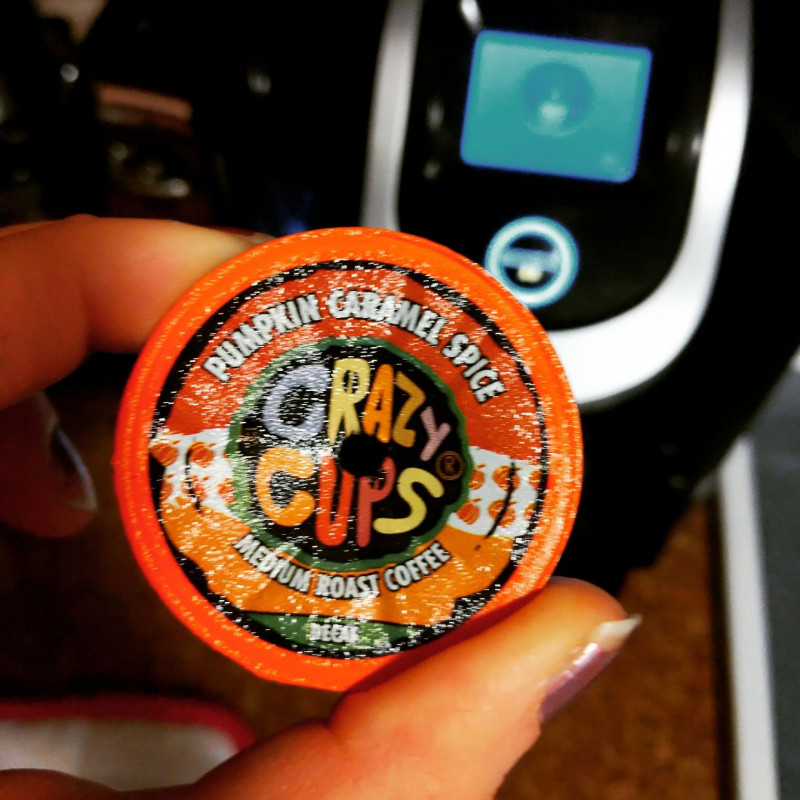 PUMPKIN CARAMEL SPICE
CRAZY
CUPS®
MEDIUM ROAST COFFEE
DECAF